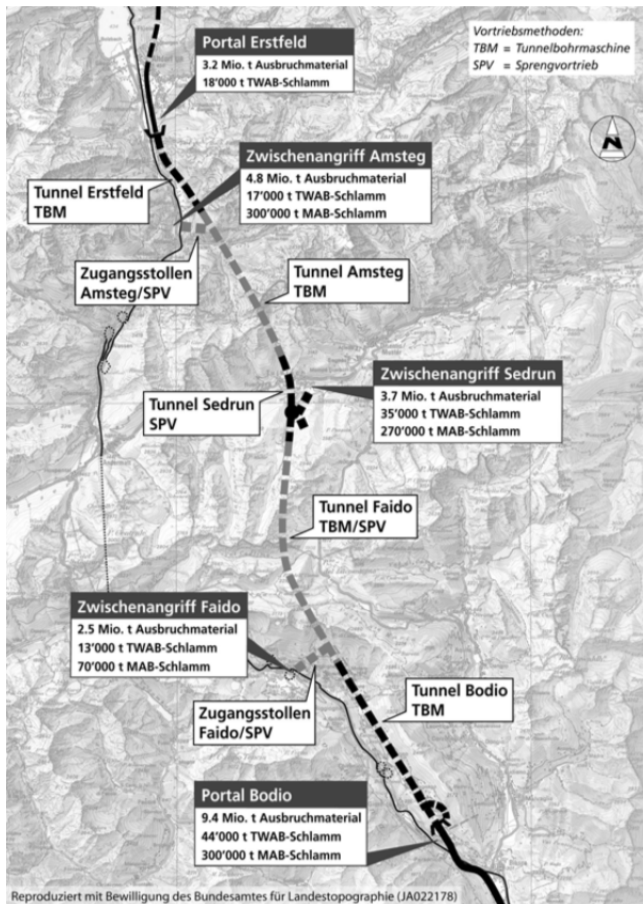 Vortriebsmethoden:
TBM = Tunnelbohrmaschine
SPV = Sprengvortrieb
N
Portal Erstfeld
3.2 Mio. t Ausbruchmaterial
18'000 t TWAB-Schlamm
Zwischenangriff Amsteg
4.8 Mio. t Ausbruchmaterial
17'000 t TWAB-Schlamm
300'000 t MAB-Schlamm
Tunnel Erstfeld
TBM
Zugangsstollen
Amsteg/SPV
Tunnel Amsteg
TBM
Zwischenangriff Sedrun
3.7 Mio. t Ausbruchmaterial
35'000 t TWAB-Schlamm
270'000 t MAB-Schlamm
Tunnel Sedrun
SPV
Tunnel Faido
TBM/SPV
Zwischenangriff Faido
2.5 Mio. t Ausbruchmaterial
13'000 t TWAB-Schlamm
70'000 t MAB-Schlamm
Zugangsstollen
Faido/SPV
Tunnel Bodio
TBM
Portal Bodio
9.4 Mio. t Ausbruchmaterial
44'000 t TWAB-Schlamm
300'000 t MAB-Schlamm
Reproduziert mit Bewilligung des Bundesamtes für Landestopographie (JA022178)